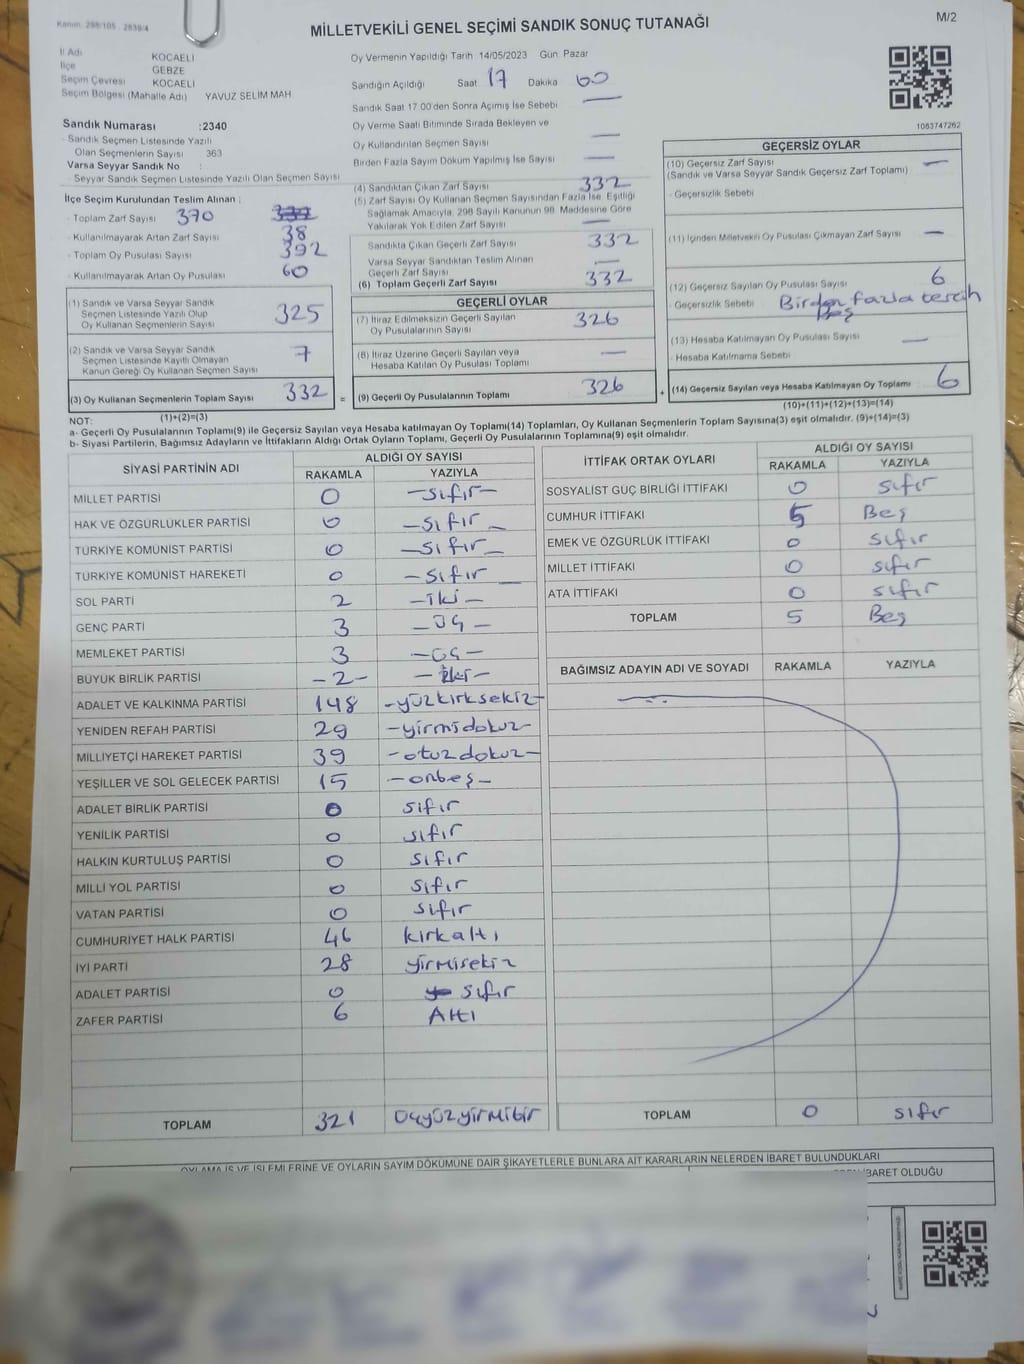 Kanun: 298/105 - 2839/4
MİLLETVEKİLİ GENEL SEÇİMİ SANDIK SONUÇ TUTANAĞI
M/2
İl Adı KOCAELİ
İlçe GEBZE
Seçim Çevresi KOCAELİ
Seçim Bölgesi (Mahalle Adı) YAVUZ SELİM MAH
Sandık Numarası :2340
- Sandık Seçmen Listesinde Yazılı
Olan Seçmenlerin Sayısı 363
Varsa Seyyar Sandık No :
- Seyyar Sandık Seçmen Listesinde Yazılı Olan Seçmen Sayısı
İlçe Seçim Kurulundan Teslim Alınan :
- Toplam Zarf Sayısı 370
- Kullanılmayarak Artan Zarf Sayısı 38
- Toplam Oy Pusulası Sayısı 392
- Kullanılmayarak Artan Oy Pusulası 60
(1) Sandık ve Varsa Seyyar Sandık
Seçmen Listesinde Yazılı Olup
Oy Kullanan Seçmenlerin Sayısı 325
(2) Sandık ve Varsa Seyyar Sandık
Seçmen Listesinde Kayıtlı Olmayan
Kanun Gereği Oy Kullanan Seçmen Sayısı 7
(3) Oy Kullanan Seçmenlerin Toplam Sayısı 332 =
(1)+(2)=(3)
Oy Vermenin Yapıldığı Tarih 14/05/2023 Gün Pazar
Sandığın Açıldığı Saat 17 Dakika 00
Sandık Saat 17:00'den Sonra Açımış İse Sebebi —
Oy Verme Saati Bitiminde Sırada Bekleyen ve
Oy Kullandırılan Seçmen Sayısı —
Birden Fazla Sayım Döküm Yapılmış İse Sayısı —
(4) Sandıktan Çıkan Zarf Sayısı 332
(5) Zarf Sayısı Oy Kullanan Seçmen Sayısından Fazla İse, Eşitliği
Sağlamak Amacıyla, 298 Sayılı Kanunun 98. Maddesine Göre
Yakılarak Yok Edilen Zarf Sayısı —
Sandıkta Çıkan Geçerli Zarf Sayısı 332
Varsa Seyyar Sandıktan Teslim Alınan
Geçerli Zarf Sayısı —
(6) Toplam Geçerli Zarf Sayısı 332
GEÇERLİ OYLAR
(7) İtiraz Edilmeksizin Geçerli Sayılan
Oy Pusulalarının Sayısı 326
(8) İtiraz Üzerine Geçerli Sayılan veya
Hesaba Katılan Oy Pusulası Toplamı —
(9) Geçerli Oy Pusulalarının Toplamı 326 +
1083747262
GEÇERSİZ OYLAR
(10) Geçersiz Zarf Sayısı —
(Sandık ve Varsa Seyyar Sandık Geçersiz Zarf Toplamı)
- Geçersizlik Sebebi
(11) İçinden Milletvekili Oy Pusulası Çıkmayan Zarf Sayısı —
(12) Geçersiz Sayılan Oy Pusulası Sayısı 6
- Geçersizlik Sebebi Birden fazla tercih
Boş
(13) Hesaba Katılmayan Oy Pusulası Sayısı —
- Hesaba Katılmama Sebebi
(14) Geçersiz Sayılan veya Hesaba Katılmayan Oy Toplamı 6
(10)+(11)+(12)+(13)=(14)
NOT:
a- Geçerli Oy Pusulalarının Toplamı(9) ile Geçersiz Sayılan veya Hesaba katılmayan Oy Toplamı(14) Toplamları, Oy Kullanan Seçmenlerin Toplam Sayısına(3) eşit olmalıdır. (9)+(14)=(3)
b- Siyasi Partilerin, Bağımsız Adayların ve İttifakların Aldığı Ortak Oyların Toplamı, Geçerli Oy Pusulalarının Toplamına(9) eşit olmalıdır.
SİYASİ PARTİNİN ADI ALDIĞI OY SAYISI
RAKAMLA YAZIYLA
MİLLET PARTİSİ 0 -sıfır-
HAK VE ÖZGÜRLÜKLER PARTİSİ 0 -sıfır-
TÜRKİYE KOMÜNİST PARTİSİ 0 -sıfır-
TÜRKİYE KOMÜNİST HAREKETİ 0 -sıfır-
SOL PARTİ 2 -iki-
GENÇ PARTİ 3 -üç-
MEMLEKET PARTİSİ 3 -üç-
BÜYÜK BİRLİK PARTİSİ -2- -iki-
ADALET VE KALKINMA PARTİSİ 148 -yüzkırksekiz-
YENİDEN REFAH PARTİSİ 29 -yirmidokuz-
MİLLİYETÇİ HAREKET PARTİSİ 39 -otuzdokuz-
YEŞİLLER VE SOL GELECEK PARTİSİ 15 -onbeş-
ADALET BİRLİK PARTİSİ 0 sıfır
YENİLİK PARTİSİ 0 sıfır
HALKIN KURTULUŞ PARTİSİ 0 sıfır
MİLLİ YOL PARTİSİ 0 sıfır
VATAN PARTİSİ 0 sıfır
CUMHURİYET HALK PARTİSİ 46 kırkaltı
İYİ PARTİ 28 yirmisekiz
ADALET PARTİSİ 0 sıfır
ZAFER PARTİSİ 6 Altı
TOPLAM 321 üçyüzyirmibir
İTTİFAK ORTAK OYLARI ALDIĞI OY SAYISI
RAKAMLA YAZIYLA
SOSYALİST GÜÇ BİRLİĞİ İTTİFAKI 0 sıfır
CUMHUR İTTİFAKI 5 Beş
EMEK VE ÖZGÜRLÜK İTTİFAKI 0 sıfır
MİLLET İTTİFAKI 0 sıfır
ATA İTTİFAKI 0 sıfır
TOPLAM 5 Beş
BAĞIMSIZ ADAYIN ADI VE SOYADI RAKAMLA YAZIYLA
TOPLAM 0 sıfır
OYLAMA İŞ VE İŞLEMLERİNE VE OYLARIN SAYIM DÖKÜMÜNE DAİR ŞİKAYETLERLE BUNLARA AİT KARARLARIN NELERDEN İBARET BULUNDUKLARI
İBARET OLDUĞU